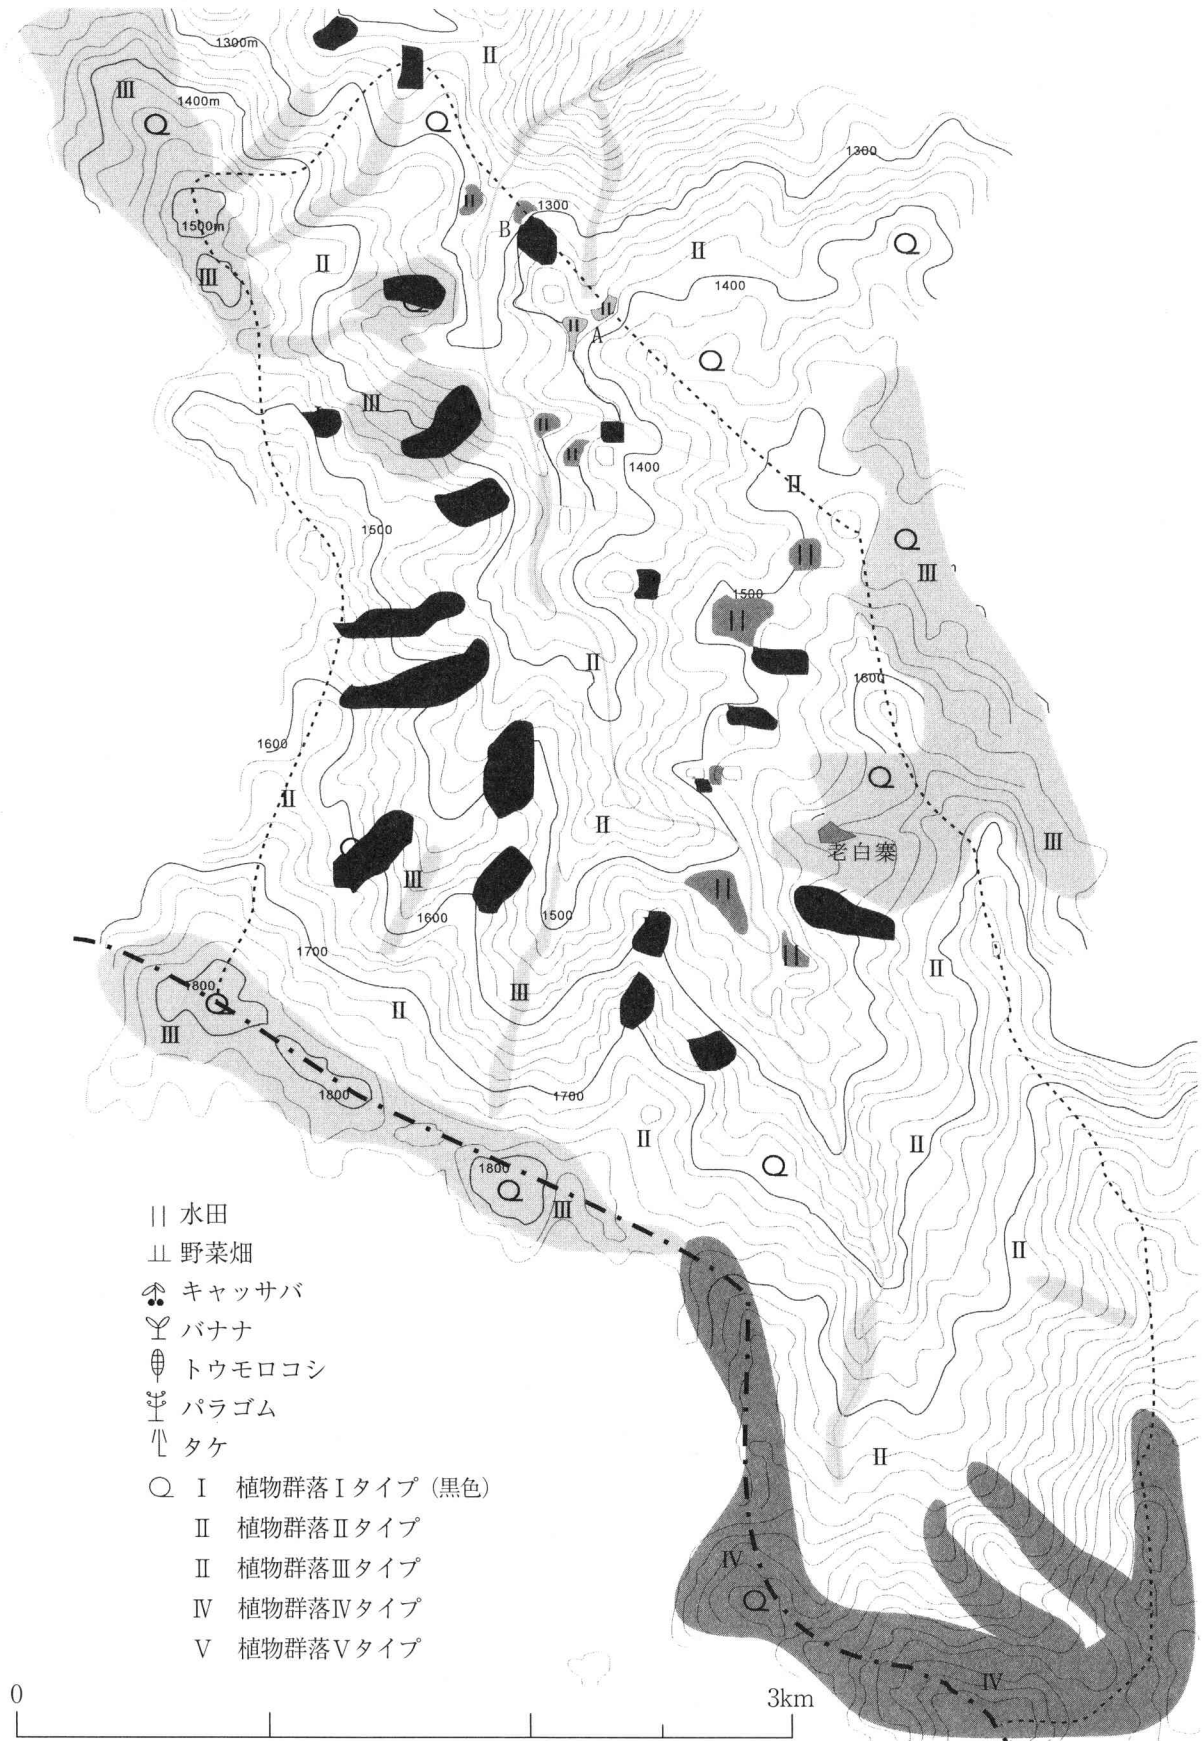 1300m
Ⅱ
Ⅲ
1400m
1300
Ⅱ
1300
B
1500m
Ⅱ
Ⅱ
Ⅲ
1400
Ⅱ
Ⅱ
A
Ⅲ
Ⅱ
Ⅱ
1400
Ⅱ
1500
Ⅲ
1500
Ⅱ
1600
1600
Ⅱ
Ⅱ
老白寨
Ⅲ
Ⅲ
1600
1500
1700
Ⅱ
1800
Ⅲ
Ⅱ
Ⅲ
1800
1700
Ⅱ
Ⅱ
1800
Ⅲ
Ⅱ
水田
野菜畑
キャッサバ
バナナ
トウモロコシ
パラゴム
タケ
Ⅰ 植物群落Ⅰタイプ（黒色）
Ⅱ 植物群落Ⅱタイプ
Ⅱ 植物群落Ⅲタイプ
Ⅳ 植物群落Ⅳタイプ
Ⅴ 植物群落Ⅴタイプ
Ⅱ
Ⅳ
Ⅳ
0 3km